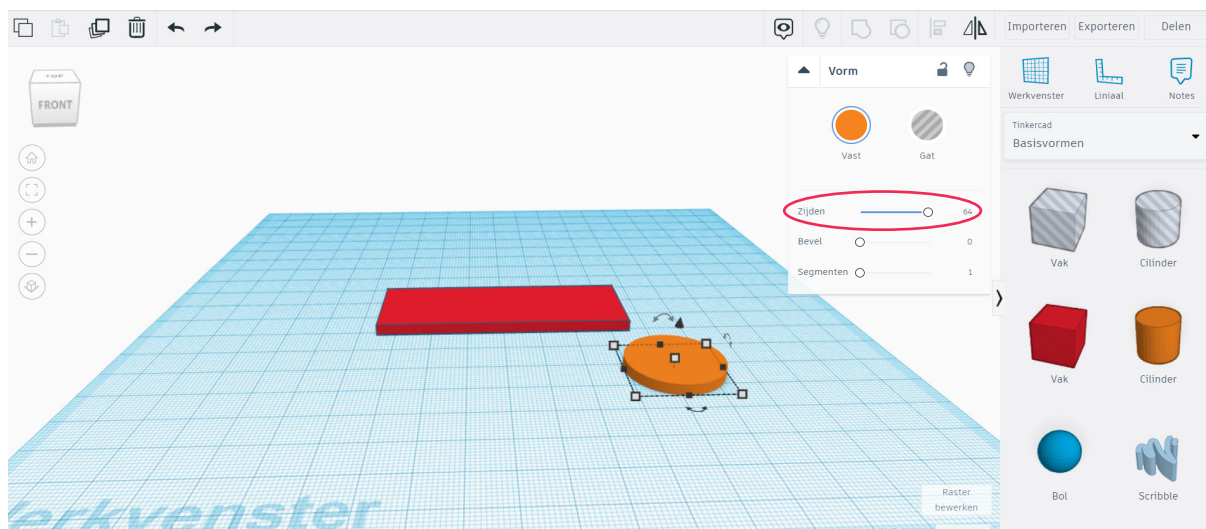 Importeren Exporteren Delen
TOP
FRONT
Vorm
Vast Gat
Zijden 64
Bevel 0
Segmenten 1
Werkvenster Liniaal Notes
Tinkercad
Basisvormen
Vak Cilinder
Vak Cilinder
Bol Scribble
Raster
bewerken
Werkvenster